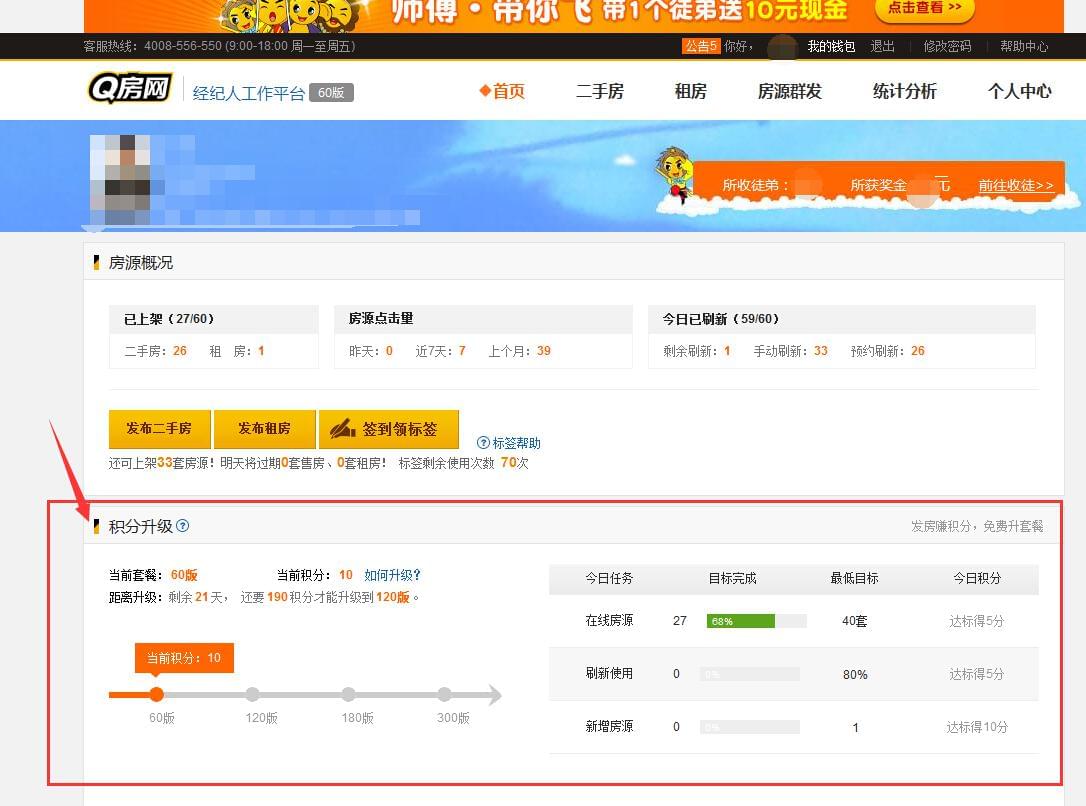 师傅·带你飞 带1个徒弟送10元现金 点击查看 >>
客服热线：4008-556-550 (9:00-18:00 周一至周五) 公告5 你好， 我的钱包 退出 修改密码 帮助中心
Q房网 经纪人工作平台 60版 首页 二手房 租房 房源群发 统计分析 个人中心
所收徒弟： 所获奖金 元 前往收徒>>
房源概况
已上架（27/60） 房源点击量 今日已刷新（59/60）
二手房：26 租 房：1 昨天：0 近7天：7 上个月：39 剩余刷新：1 手动刷新：33 预约刷新：26
发布二手房 发布租房 签到领标签 ? 标签帮助
还可上架33套房源！明天将过期0套售房、0套租房！ 标签剩余使用次数 70次
积分升级 ? 发房赚积分，免费升套餐
当前套餐：60版 当前积分：10 如何升级?
距离升级：剩余21天， 还要190积分才能升级到120版。
当前积分：10
60版 120版 180版 300版
今日任务 目标完成 最低目标 今日积分
在线房源 27 68% 40套 达标得5分
刷新使用 0 0% 80% 达标得5分
新增房源 0 0% 1 达标得10分